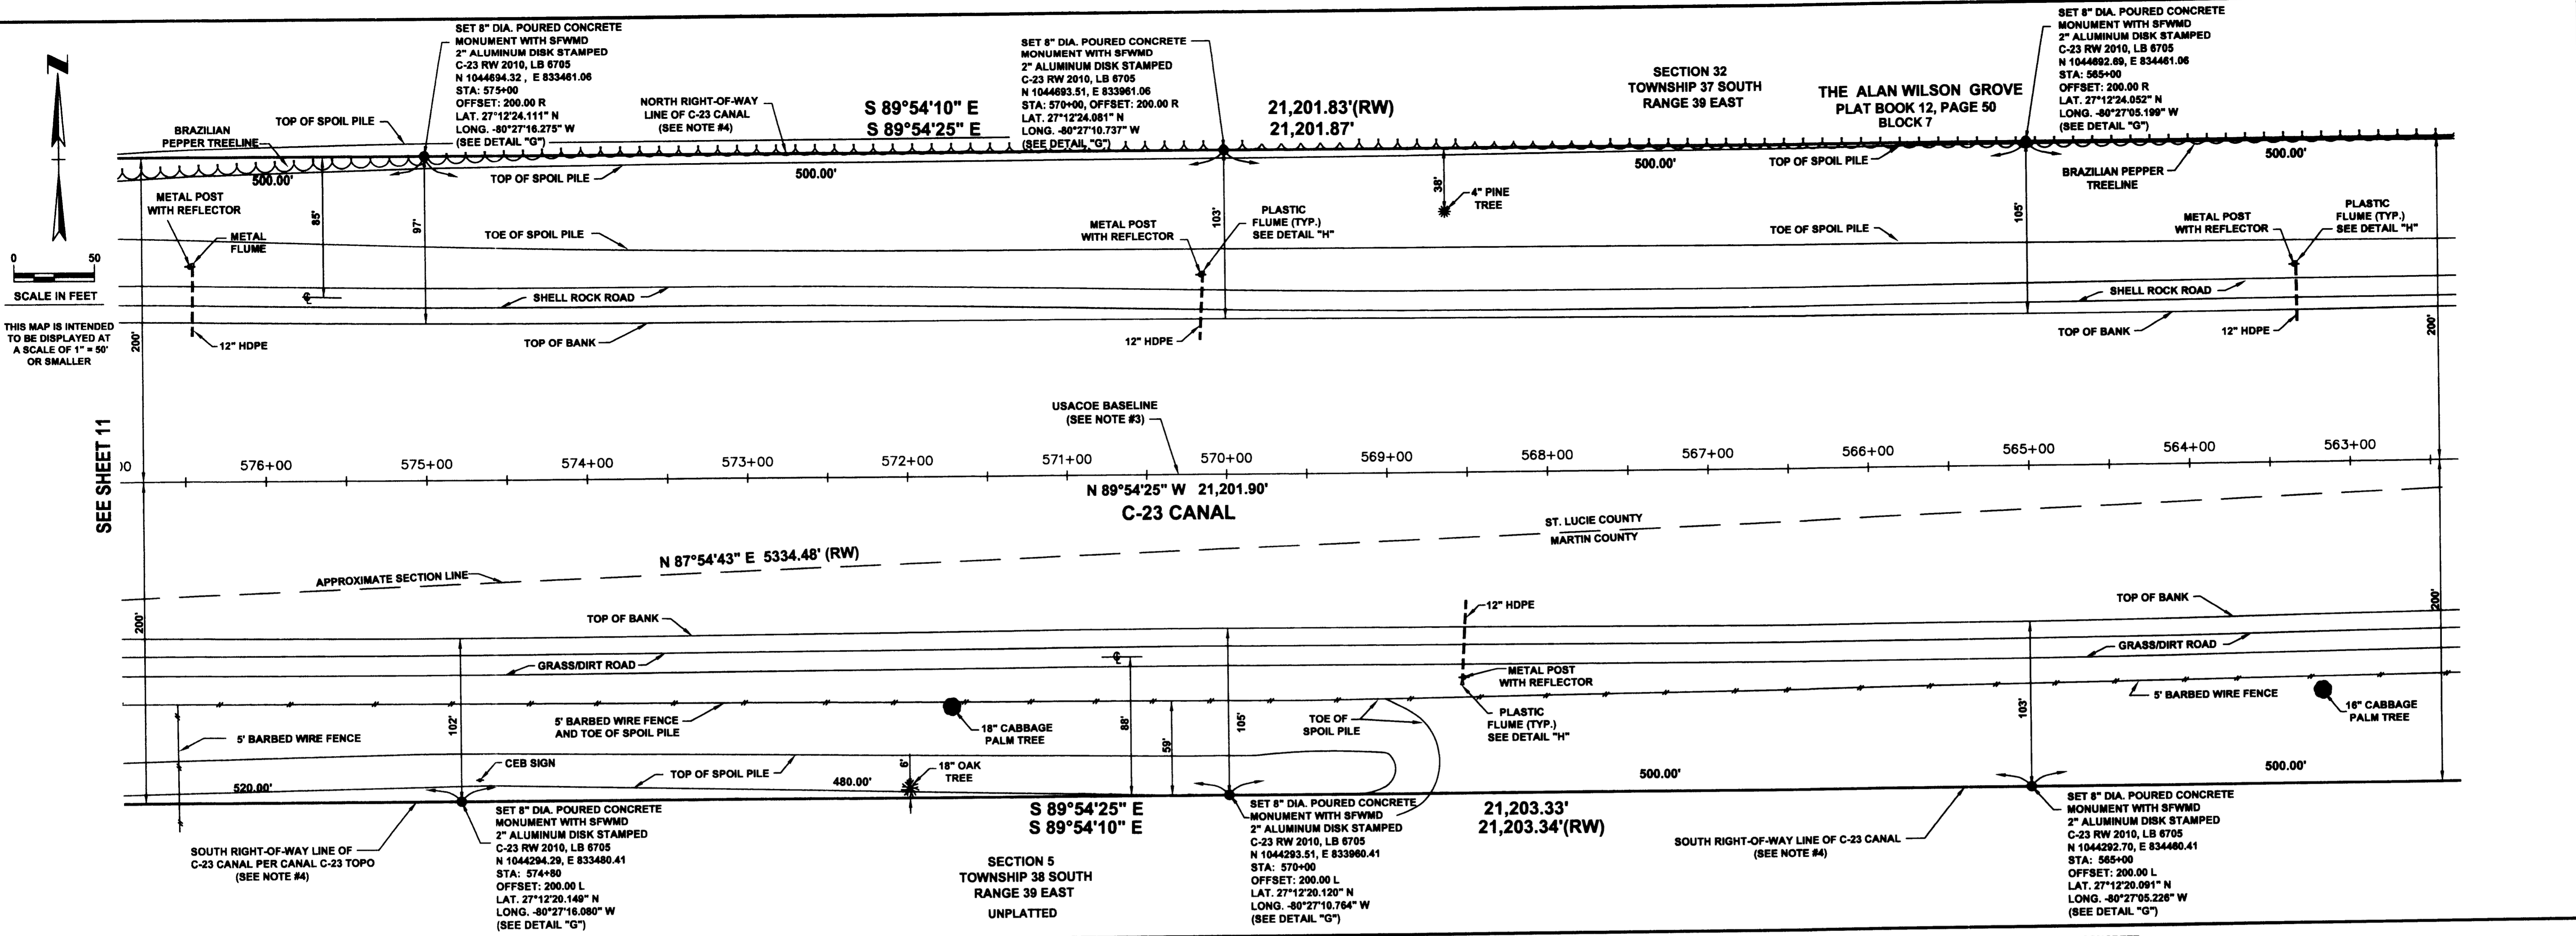 N
0 50
SCALE IN FEET
THIS MAP IS INTENDED
TO BE DISPLAYED AT
A SCALE OF 1" = 50'
OR SMALLER
SEE SHEET 11
SET 8" DIA. POURED CONCRETE
MONUMENT WITH SFWMD
2" ALUMINUM DISK STAMPED
C-23 RW 2010, LB 6705
N 1044694.32 , E 833461.06
STA: 575+00
OFFSET: 200.00 R
LAT. 27°12'24.111" N
LONG. -80°27'16.275" W
(SEE DETAIL "G")
SET 8" DIA. POURED CONCRETE
MONUMENT WITH SFWMD
2" ALUMINUM DISK STAMPED
C-23 RW 2010, LB 6705
N 1044693.51, E 833961.06
STA: 570+00, OFFSET: 200.00 R
LAT. 27°12'24.081" N
LONG. -80°27'10.737" W
(SEE DETAIL "G")
SET 8" DIA. POURED CONCRETE
MONUMENT WITH SFWMD
2" ALUMINUM DISK STAMPED
C-23 RW 2010, LB 6705
N 1044692.69, E 834461.06
STA: 565+00
OFFSET: 200.00 R
LAT. 27°12'24.052" N
LONG. -80°27'05.199" W
(SEE DETAIL "G")
BRAZILIAN
PEPPER TREELINE
TOP OF SPOIL PILE
NORTH RIGHT-OF-WAY
LINE OF C-23 CANAL
(SEE NOTE #4)
S 89°54'10" E
S 89°54'25" E
21,201.83'(RW)
21,201.87'
SECTION 32
TOWNSHIP 37 SOUTH
RANGE 39 EAST
THE ALAN WILSON GROVE
PLAT BOOK 12, PAGE 50
BLOCK 7
500.00'
TOP OF SPOIL PILE
500.00'
500.00'
TOP OF SPOIL PILE
500.00'
BRAZILIAN PEPPER
TREELINE
METAL POST
WITH REFLECTOR
METAL
FLUME
85'
97'
TOE OF SPOIL PILE
METAL POST
WITH REFLECTOR
103'
PLASTIC
FLUME (TYP.)
SEE DETAIL "H"
38'
4" PINE
TREE
TOE OF SPOIL PILE
105'
METAL POST
WITH REFLECTOR
PLASTIC
FLUME (TYP.)
SEE DETAIL "H"
℄
SHELL ROCK ROAD
SHELL ROCK ROAD
200'
12" HDPE
TOP OF BANK
12" HDPE
TOP OF BANK
12" HDPE
200'
USACOE BASELINE
(SEE NOTE #3)
00 576+00 575+00 574+00 573+00 572+00 571+00 570+00 569+00 568+00 567+00 566+00 565+00 564+00 563+00
N 89°54'25" W 21,201.90'
C-23 CANAL
ST. LUCIE COUNTY
MARTIN COUNTY
N 87°54'43" E 5334.48' (RW)
APPROXIMATE SECTION LINE
200'
TOP OF BANK
12" HDPE
TOP OF BANK
200'
GRASS/DIRT ROAD
℄
GRASS/DIRT ROAD
METAL POST
WITH REFLECTOR
5' BARBED WIRE FENCE
16" CABBAGE
PALM TREE
5' BARBED WIRE FENCE
102'
5' BARBED WIRE FENCE
AND TOE OF SPOIL PILE
18" CABBAGE
PALM TREE
88'
59'
105'
TOE OF
SPOIL PILE
PLASTIC
FLUME (TYP.)
SEE DETAIL "H"
103'
CEB SIGN
TOP OF SPOIL PILE
6'
18" OAK
TREE
520.00'
480.00'
500.00'
500.00'
S 89°54'25" E
S 89°54'10" E
21,203.33'
21,203.34'(RW)
SOUTH RIGHT-OF-WAY LINE OF
C-23 CANAL PER CANAL C-23 TOPO
(SEE NOTE #4)
SET 8" DIA. POURED CONCRETE
MONUMENT WITH SFWMD
2" ALUMINUM DISK STAMPED
C-23 RW 2010, LB 6705
N 1044294.29, E 833480.41
STA: 574+80
OFFSET: 200.00 L
LAT. 27°12'20.149" N
LONG. -80°27'16.080" W
(SEE DETAIL "G")
SECTION 5
TOWNSHIP 38 SOUTH
RANGE 39 EAST
UNPLATTED
SET 8" DIA. POURED CONCRETE
MONUMENT WITH SFWMD
2" ALUMINUM DISK STAMPED
C-23 RW 2010, LB 6705
N 1044293.51, E 833960.41
STA: 570+00
OFFSET: 200.00 L
LAT. 27°12'20.120" N
LONG. -80°27'10.764" W
(SEE DETAIL "G")
SOUTH RIGHT-OF-WAY LINE OF C-23 CANAL
(SEE NOTE #4)
SET 8" DIA. POURED CONCRETE
MONUMENT WITH SFWMD
2" ALUMINUM DISK STAMPED
C-23 RW 2010, LB 6705
N 1044292.70, E 834460.41
STA: 565+00
OFFSET: 200.00 L
LAT. 27°12'20.091" N
LONG. -80°27'05.226" W
(SEE DETAIL "G")